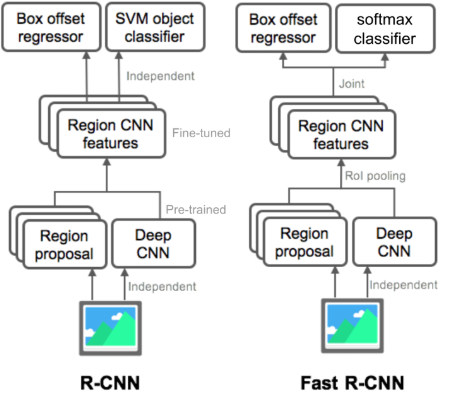 Box offset
regressor
SVM object
classifier
Independent
Region CNN
features
Fine-tuned
Pre-trained
Region
proposal
Deep
CNN
Independent
R-CNN
Box offset
regressor
softmax
classifier
Joint
Region CNN
features
RoI pooling
Region
proposal
Deep
CNN
Independent
Fast R-CNN